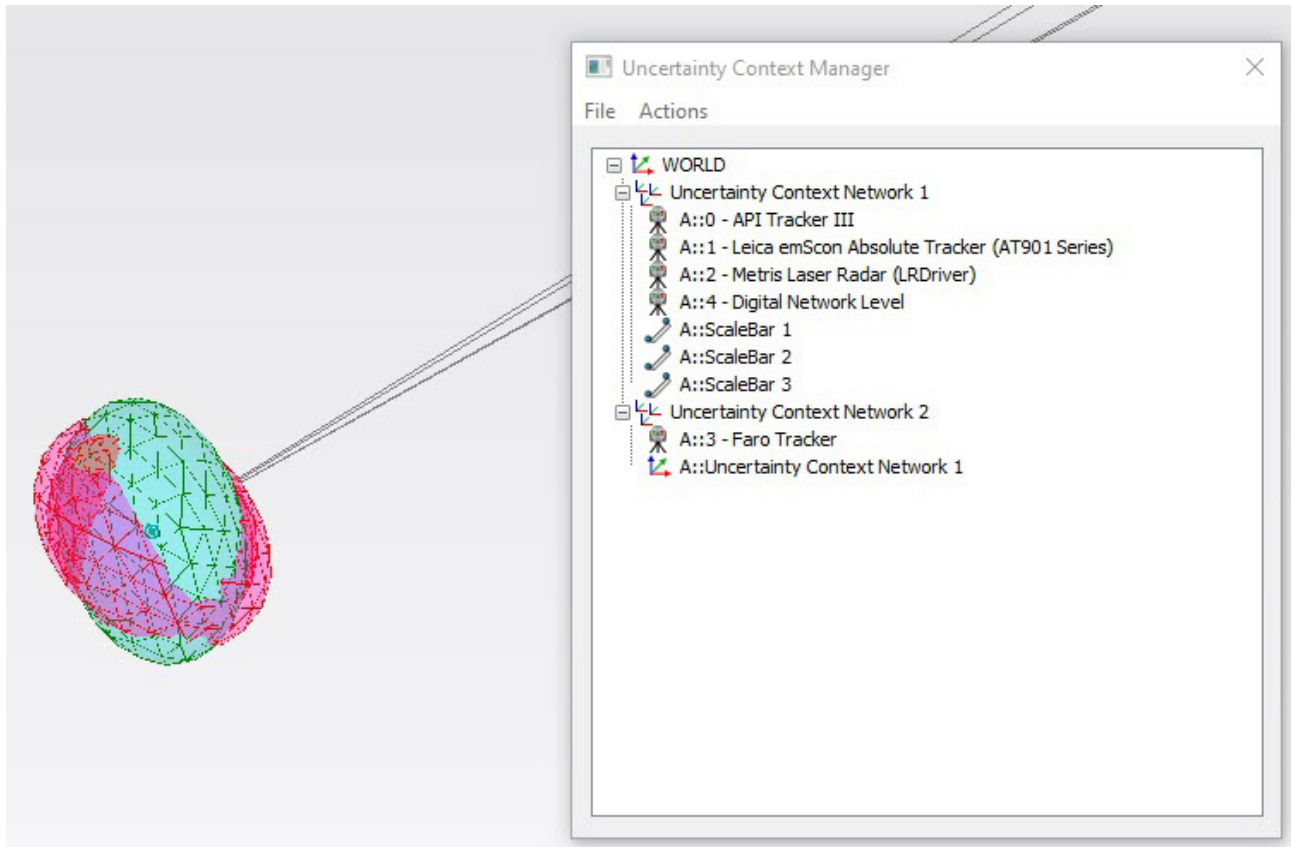 Uncertainty Context Manager
File Actions
WORLD
Uncertainty Context Network 1
A::0 - API Tracker III
A::1 - Leica emScon Absolute Tracker (AT901 Series)
A::2 - Metris Laser Radar (LRDriver)
A::4 - Digital Network Level
A::ScaleBar 1
A::ScaleBar 2
A::ScaleBar 3
Uncertainty Context Network 2
A::3 - Faro Tracker
A::Uncertainty Context Network 1